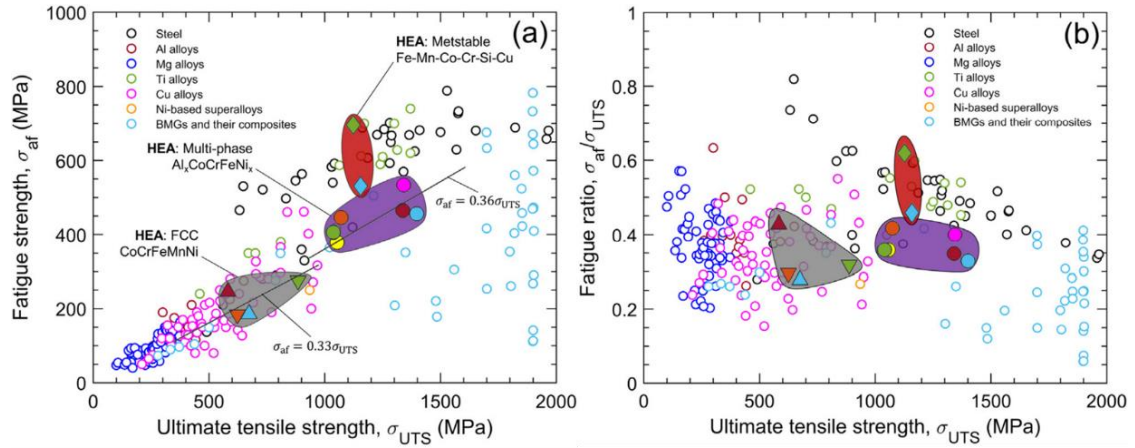 (a)
Steel
Al alloys
Mg alloys
Ti alloys
Cu alloys
Ni-based superalloys
BMGs and their composites
HEA: Metstable
Fe-Mn-Co-Cr-Si-Cu
HEA: Multi-phase
AlxCoCrFeNix
HEA: FCC
CoCrFeMnNi
σaf = 0.36σUTS
σaf = 0.33σUTS
Fatigue strength, σaf (MPa)
1000
800
600
400
200
0
0 500 1000 1500 2000
Ultimate tensile strength, σUTS (MPa)
(b)
Steel
Al alloys
Mg alloys
Ti alloys
Cu alloys
Ni-based superalloys
BMGs and their composites
Fatigue ratio, σaf/σUTS
1
0.8
0.6
0.4
0.2
0
0 500 1000 1500 2000
Ultimate tensile strength, σUTS (MPa)